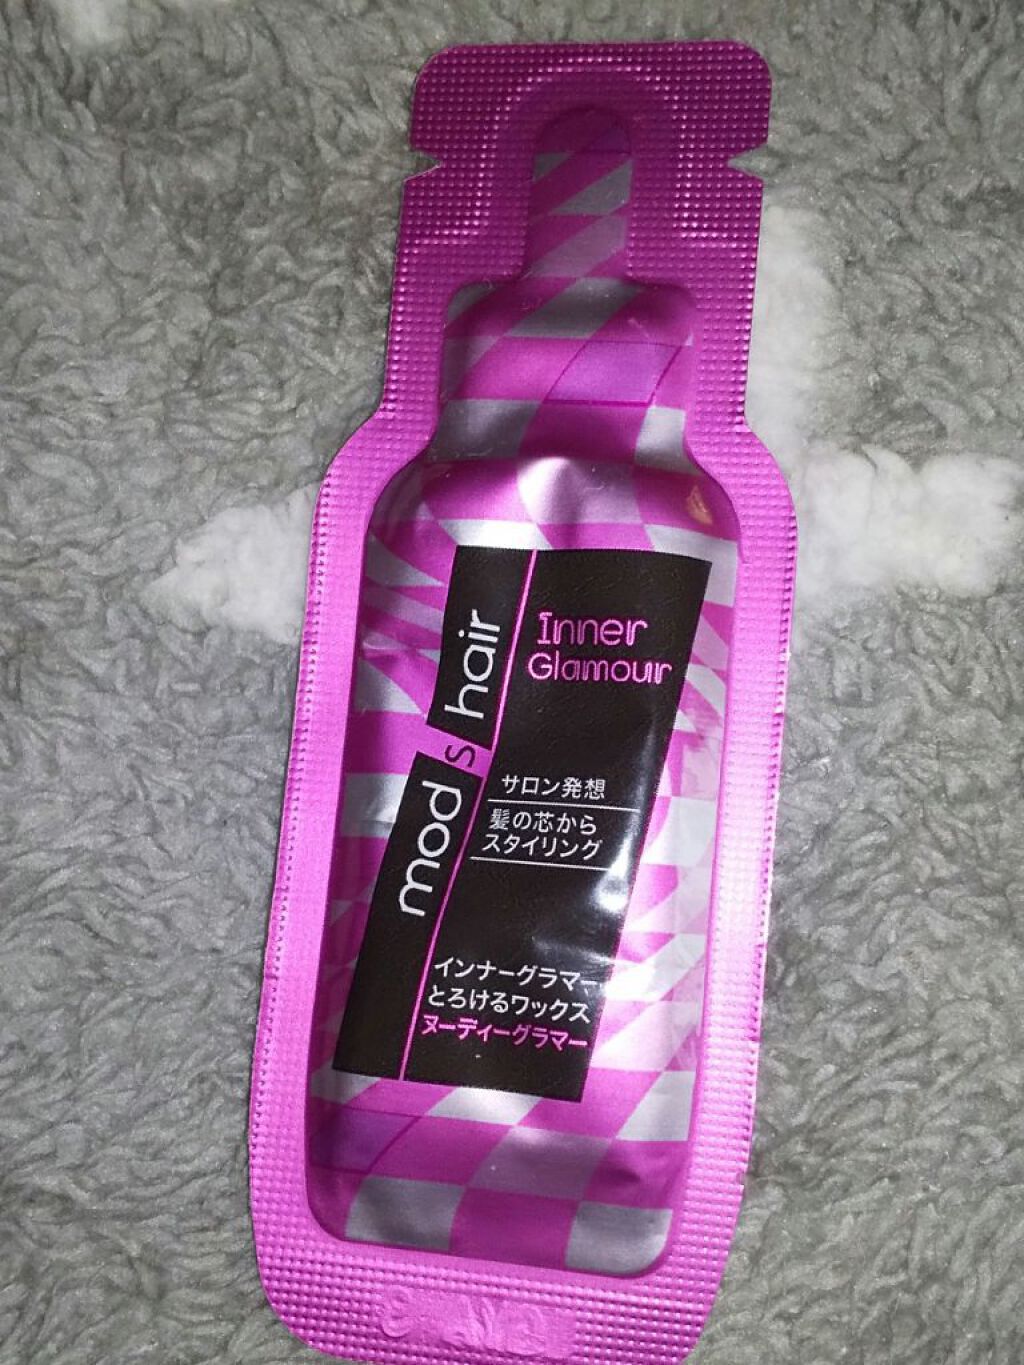 mod s hair
Inner
Glamour
サロン発想
髪の芯から
スタイリング
インナーグラマー
とろけるワックス
ヌーディーグラマー